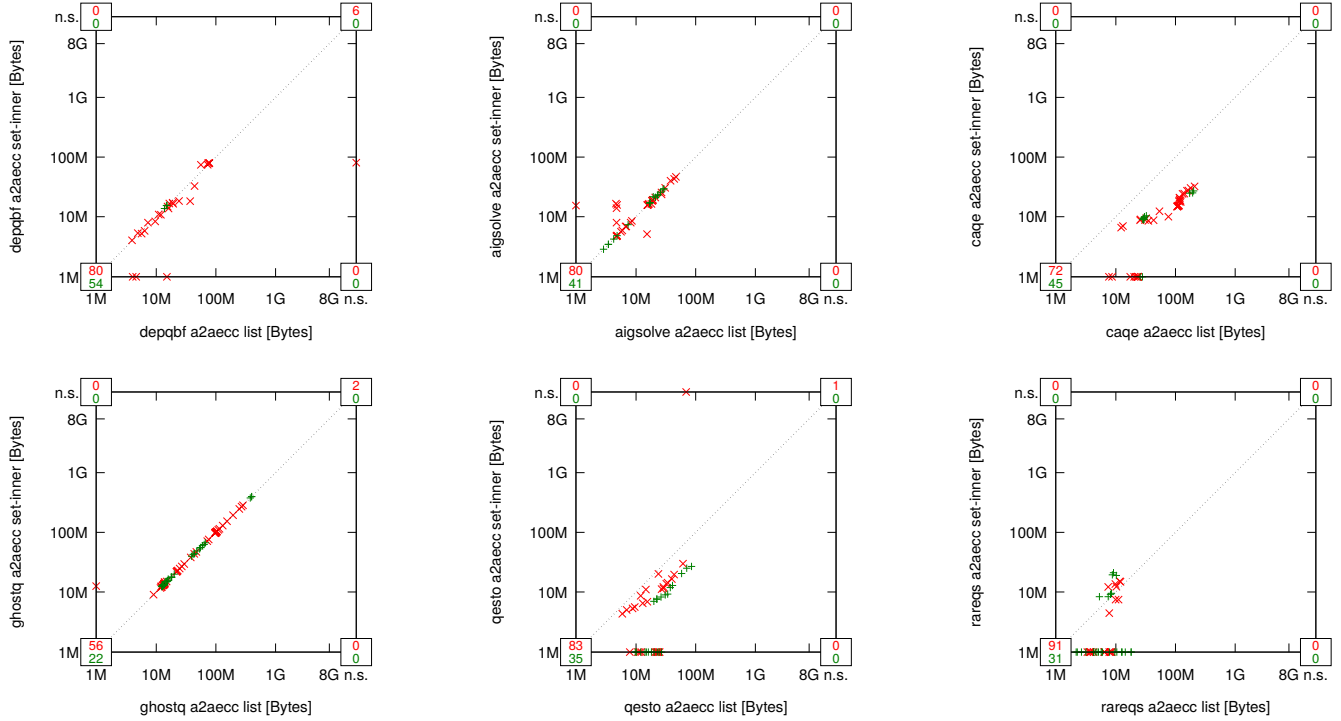 n.s. 0 0 6 0
8G
1G
100M
10M
1M 80 54 0 0
1M 10M 100M 1G 8G n.s.
depqbf a2aecc set-inner [Bytes]
depqbf a2aecc list [Bytes]
n.s. 0 0 0 0
8G
1G
100M
10M
1M 80 41 0 0
1M 10M 100M 1G 8G n.s.
aigsolve a2aecc set-inner [Bytes]
aigsolve a2aecc list [Bytes]
n.s. 0 0 0 0
8G
1G
100M
10M
1M 72 45 0 0
1M 10M 100M 1G 8G n.s.
caqe a2aecc set-inner [Bytes]
caqe a2aecc list [Bytes]
n.s. 0 0 2 0
8G
1G
100M
10M
1M 56 22 0 0
1M 10M 100M 1G 8G n.s.
ghostq a2aecc set-inner [Bytes]
ghostq a2aecc list [Bytes]
n.s. 0 0 1 0
8G
1G
100M
10M
1M 83 35 0 0
1M 10M 100M 1G 8G n.s.
qesto a2aecc set-inner [Bytes]
qesto a2aecc list [Bytes]
n.s. 0 0 0 0
8G
1G
100M
10M
1M 91 31 0 0
1M 10M 100M 1G 8G n.s.
rareqs a2aecc set-inner [Bytes]
rareqs a2aecc list [Bytes]